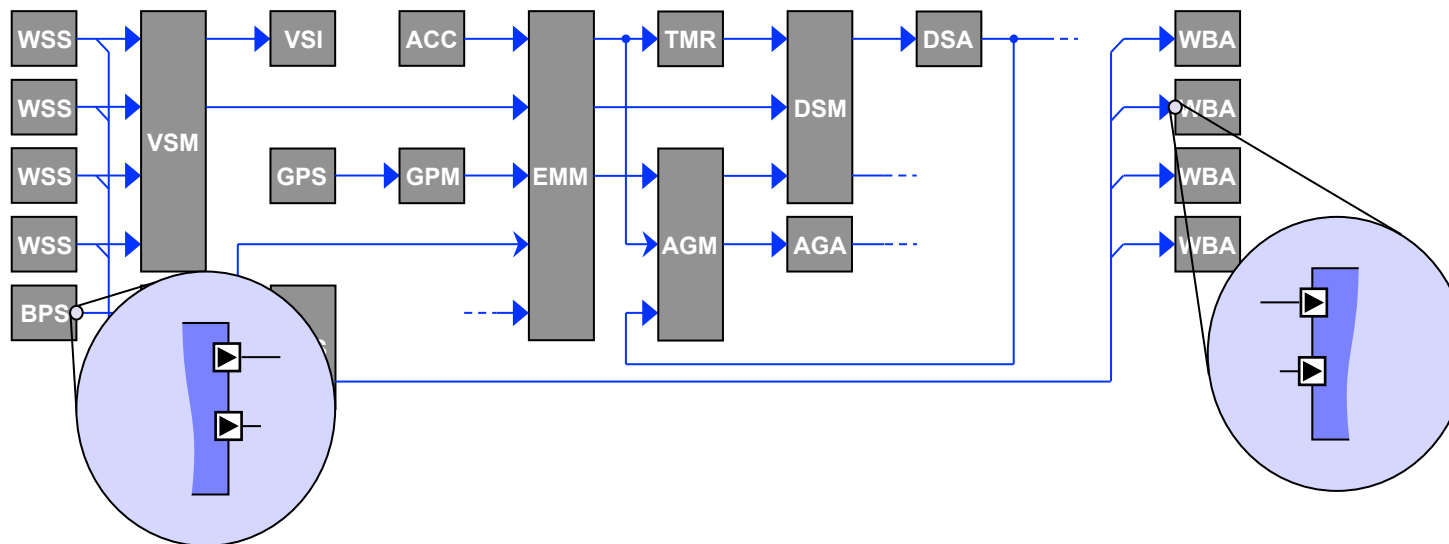 WSS VSI ACC TMR DSA WBA
WSS DSM WBA
VSM
WSS GPS GPM EMM WBA
WSS AGM AGA WBA
BPS